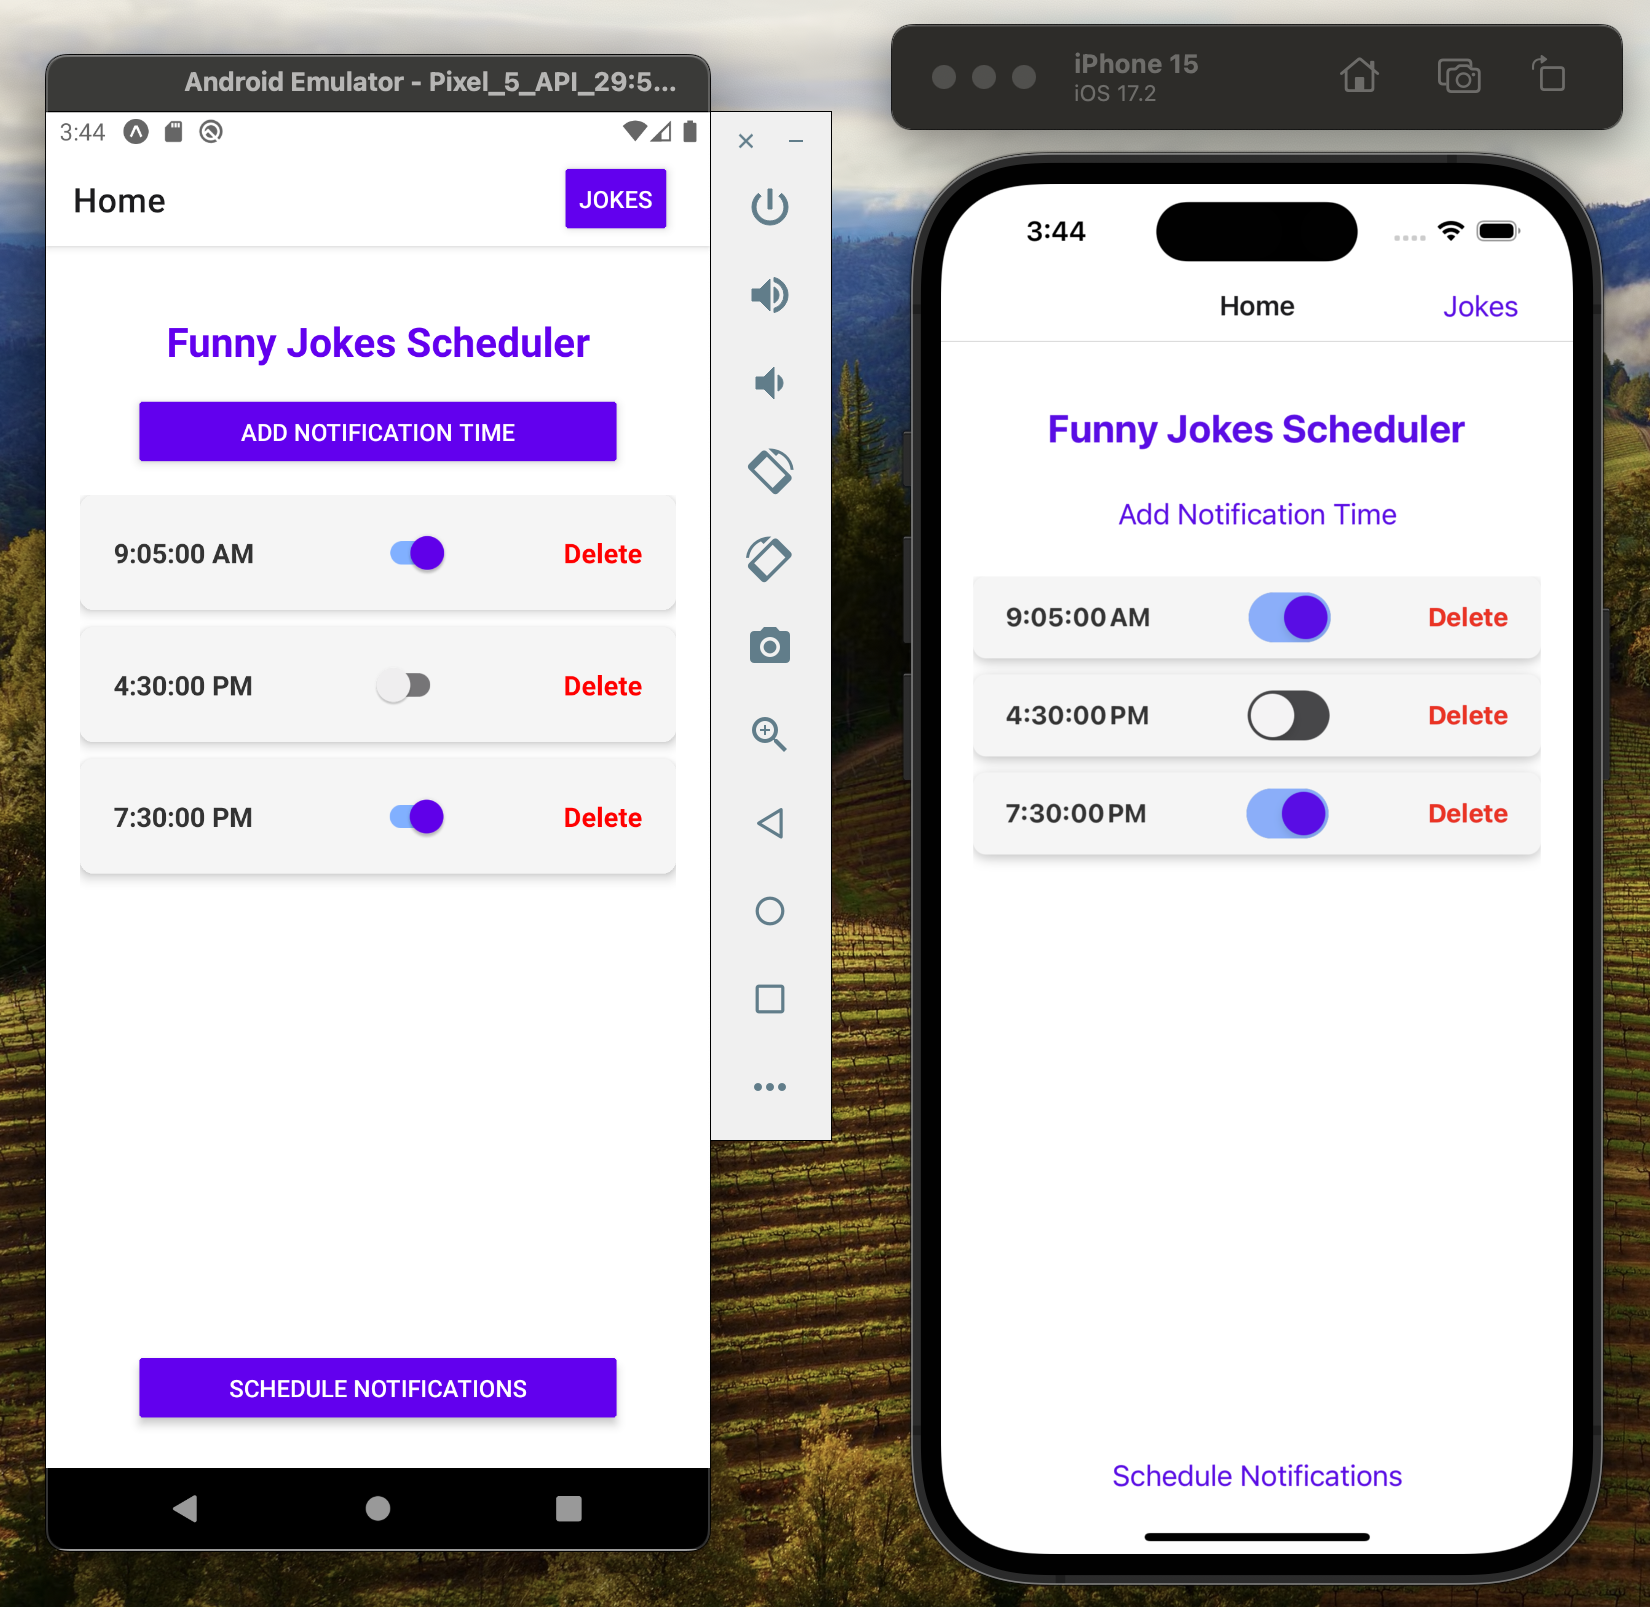 Android Emulator - Pixel_5_API_29:5...
3:44
Home
JOKES
Funny Jokes Scheduler
ADD NOTIFICATION TIME
9:05:00 AM
Delete
4:30:00 PM
Delete
7:30:00 PM
Delete
SCHEDULE NOTIFICATIONS
iPhone 15
iOS 17.2
3:44
Home
Jokes
Funny Jokes Scheduler
Add Notification Time
9:05:00 AM
Delete
4:30:00 PM
Delete
7:30:00 PM
Delete
Schedule Notifications